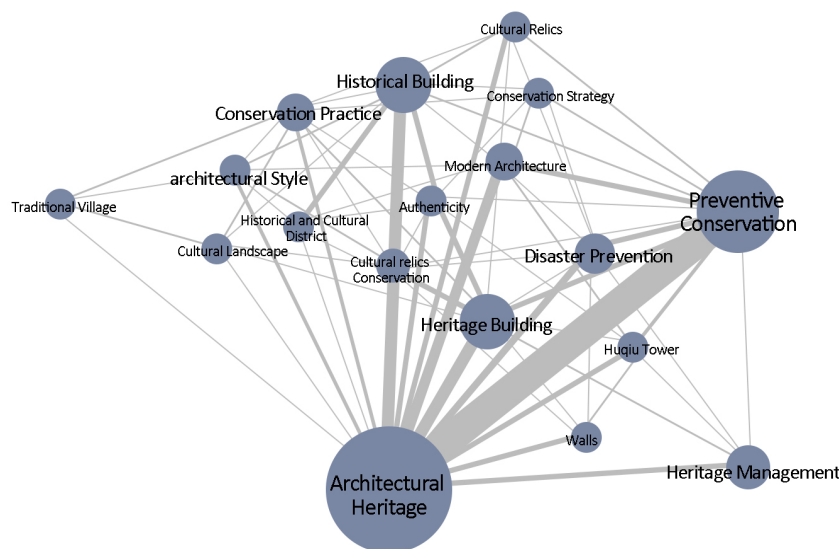 Cultural Relics
Historical Building
Conservation Strategy
Conservation Practice
Modern Architecture
architectural Style
Traditional Village
Authenticity
Preventive
Conservation
Historical and Cultural
District
Cultural Landscape
Cultural relics
Conservation
Disaster Prevention
Heritage Building
Huqiu Tower
Walls
Heritage Management
Architectural
Heritage